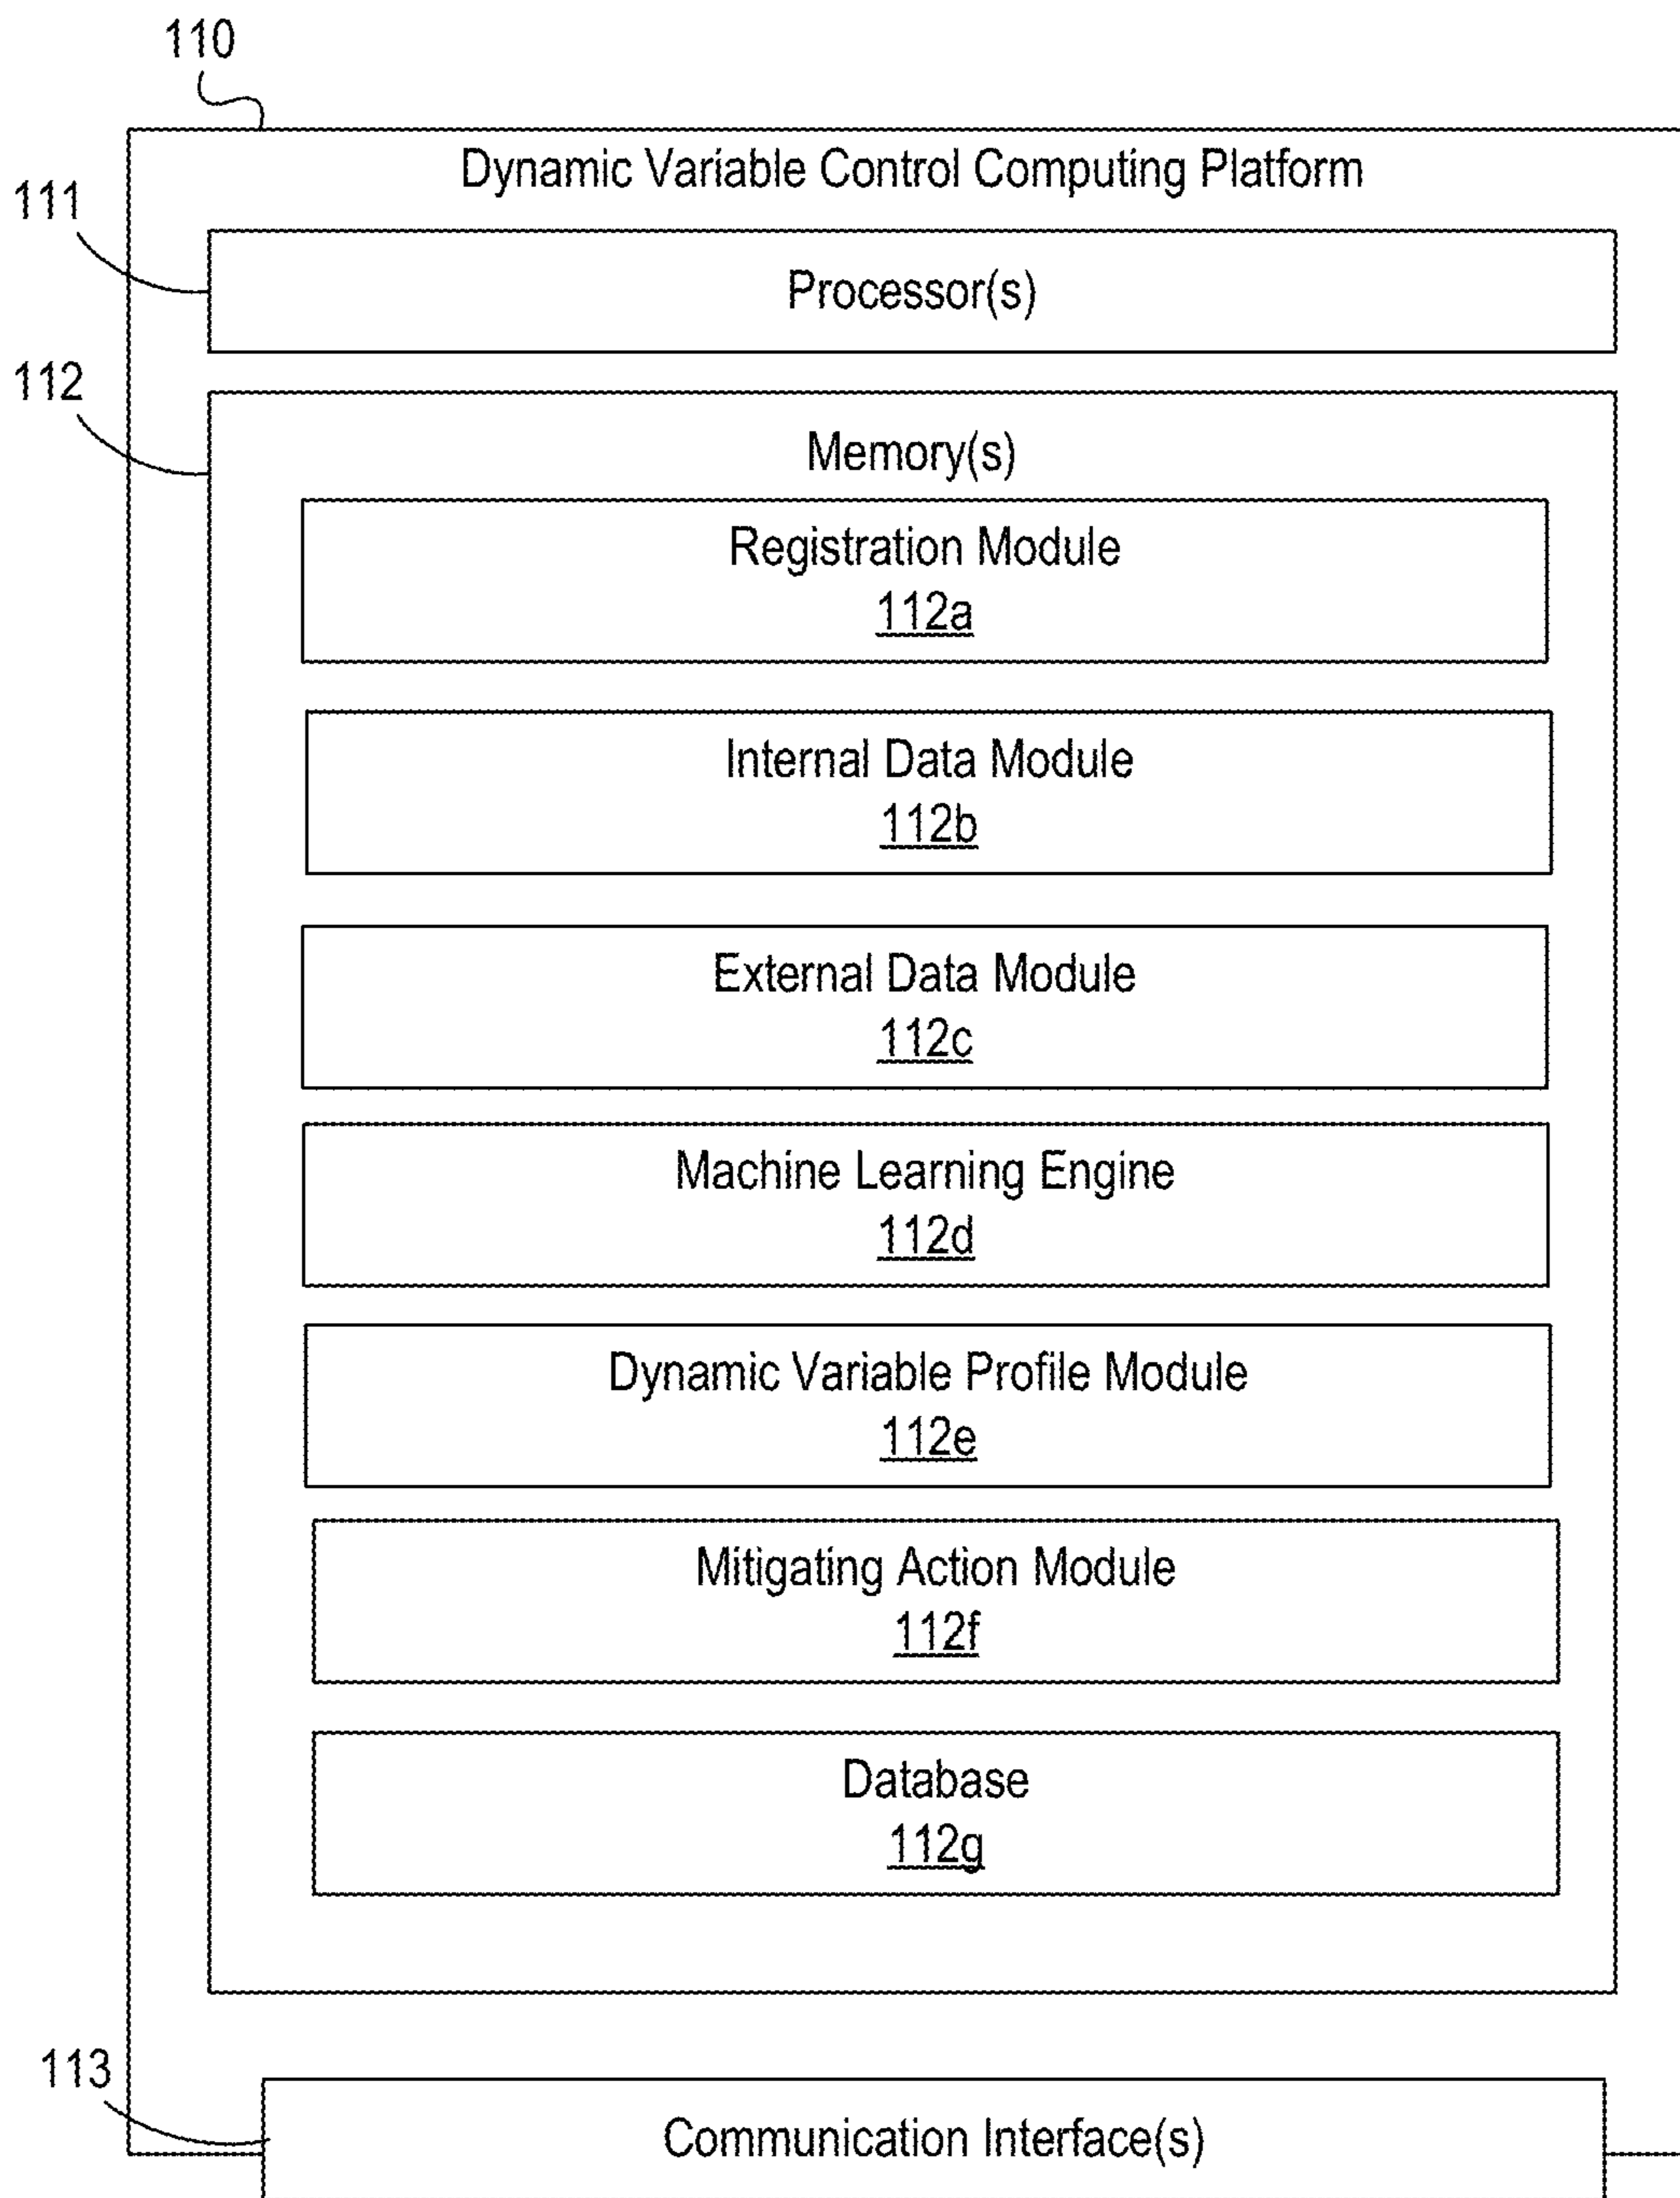 110
Dynamic Variable Control Computing Platform
111
Processor(s)
112
Memory(s)
Registration Module
112a
Internal Data Module
112b
External Data Module
112c
Machine Learning Engine
112d
Dynamic Variable Profile Module
112e
Mitigating Action Module
112f
Database
112g
113
Communication Interface(s)